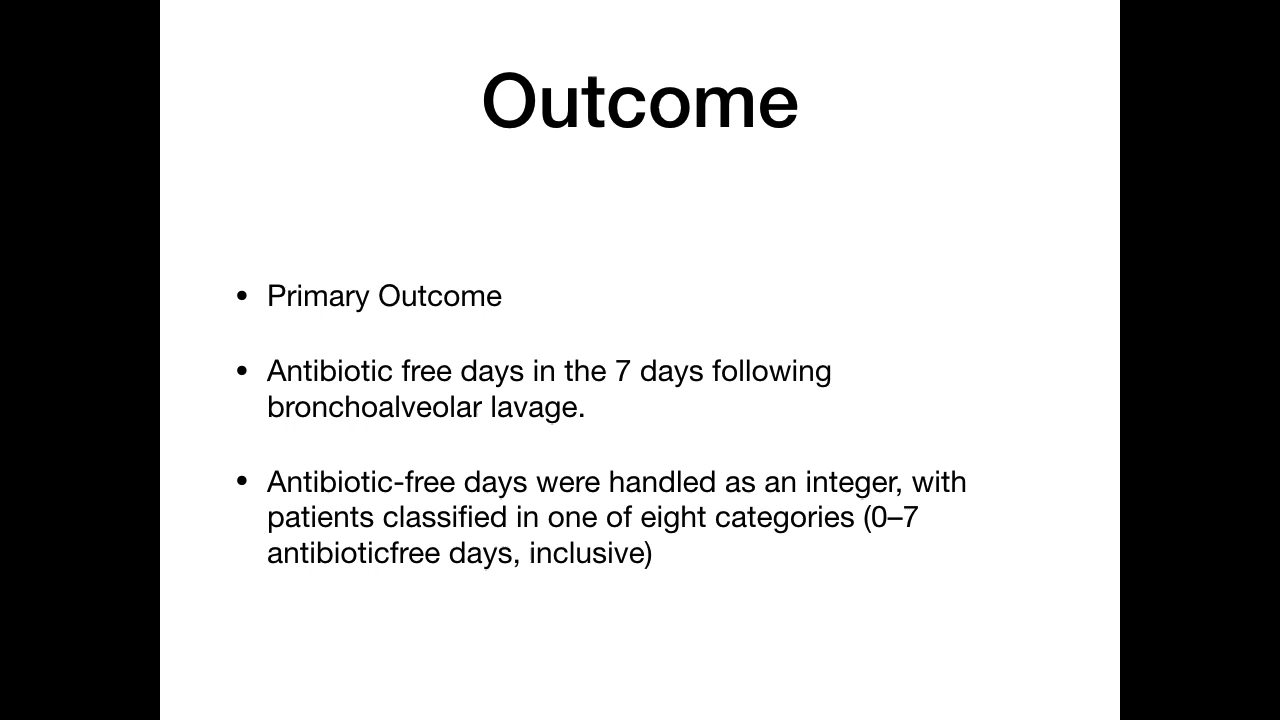 Outcome
• Primary Outcome
• Antibiotic free days in the 7 days following
bronchoalveolar lavage.
• Antibiotic-free days were handled as an integer, with
patients classified in one of eight categories (0–7
antibioticfree days, inclusive)